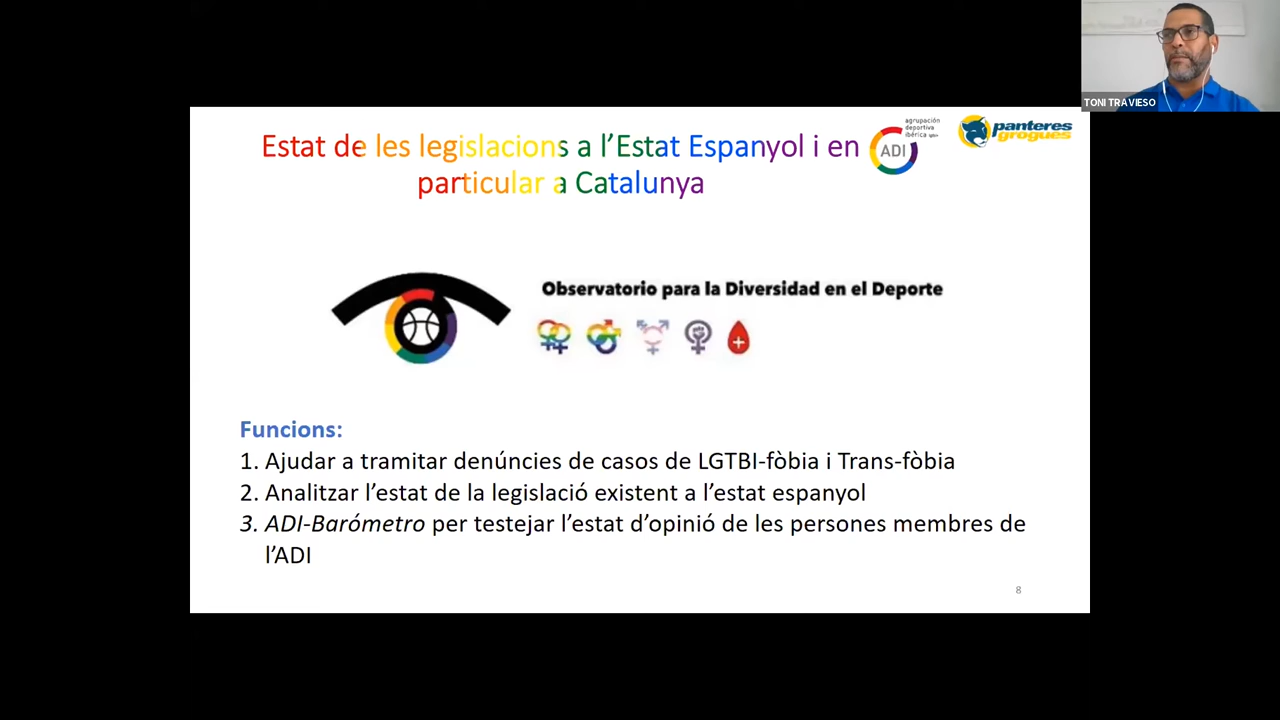 TONI TRAVIESO
Estat de les legislacions a l’Estat Espanyol i en
particular a Catalunya
agrupación
deportiva
ibérica lgtbi+
ADI
panteres
grogues
Observatorio para la Diversidad en el Deporte
Funcions:
1. Ajudar a tramitar denúncies de casos de LGTBI-fòbia i Trans-fòbia
2. Analitzar l’estat de la legislació existent a l’estat espanyol
3. ADI-Barómetro per testejar l’estat d’opinió de les persones membres de
l’ADI
8